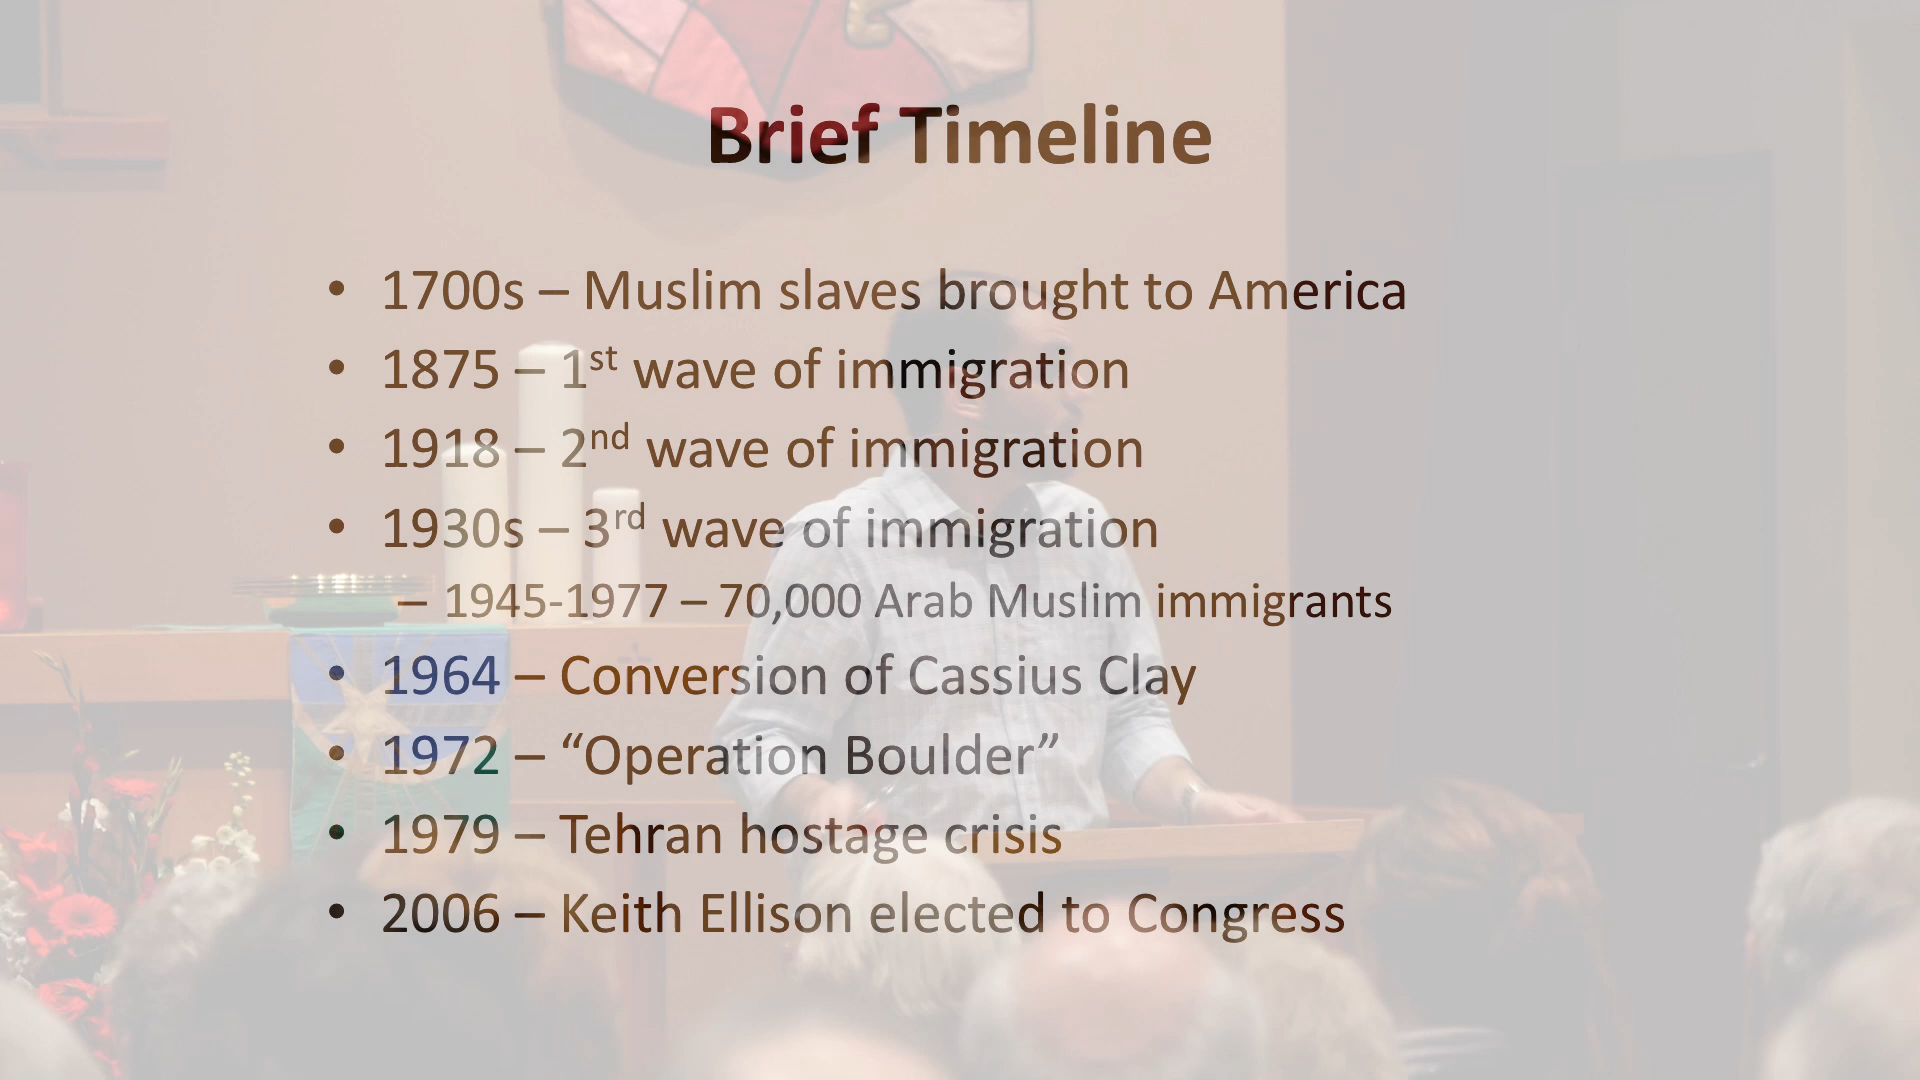 Brief Timeline
• 1700s – Muslim slaves brought to America
• 1875 – 1st wave of immigration
• 1918 – 2nd wave of immigration
• 1930s – 3rd wave of immigration
– 1945-1977 – 70,000 Arab Muslim immigrants
• 1964 – Conversion of Cassius Clay
• 1972 – “Operation Boulder”
• 1979 – Tehran hostage crisis
• 2006 – Keith Ellison elected to Congress